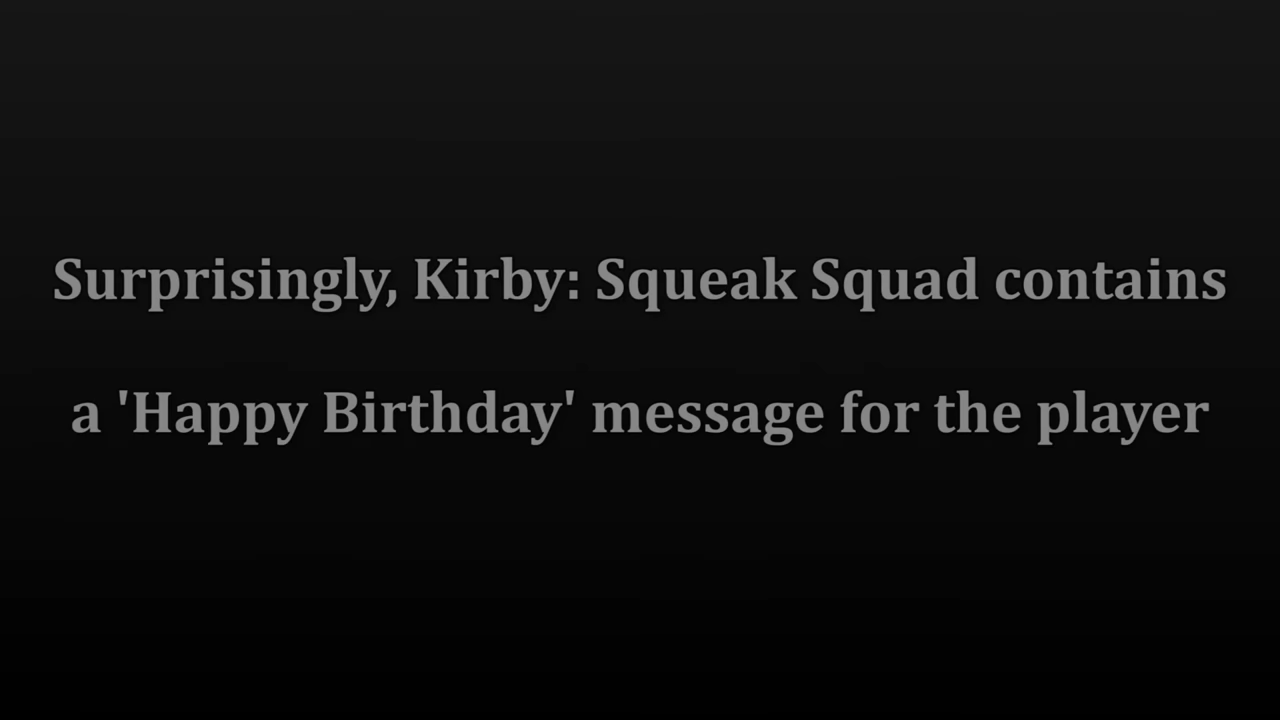 Surprisingly, Kirby: Squeak Squad contains
a 'Happy Birthday' message for the player